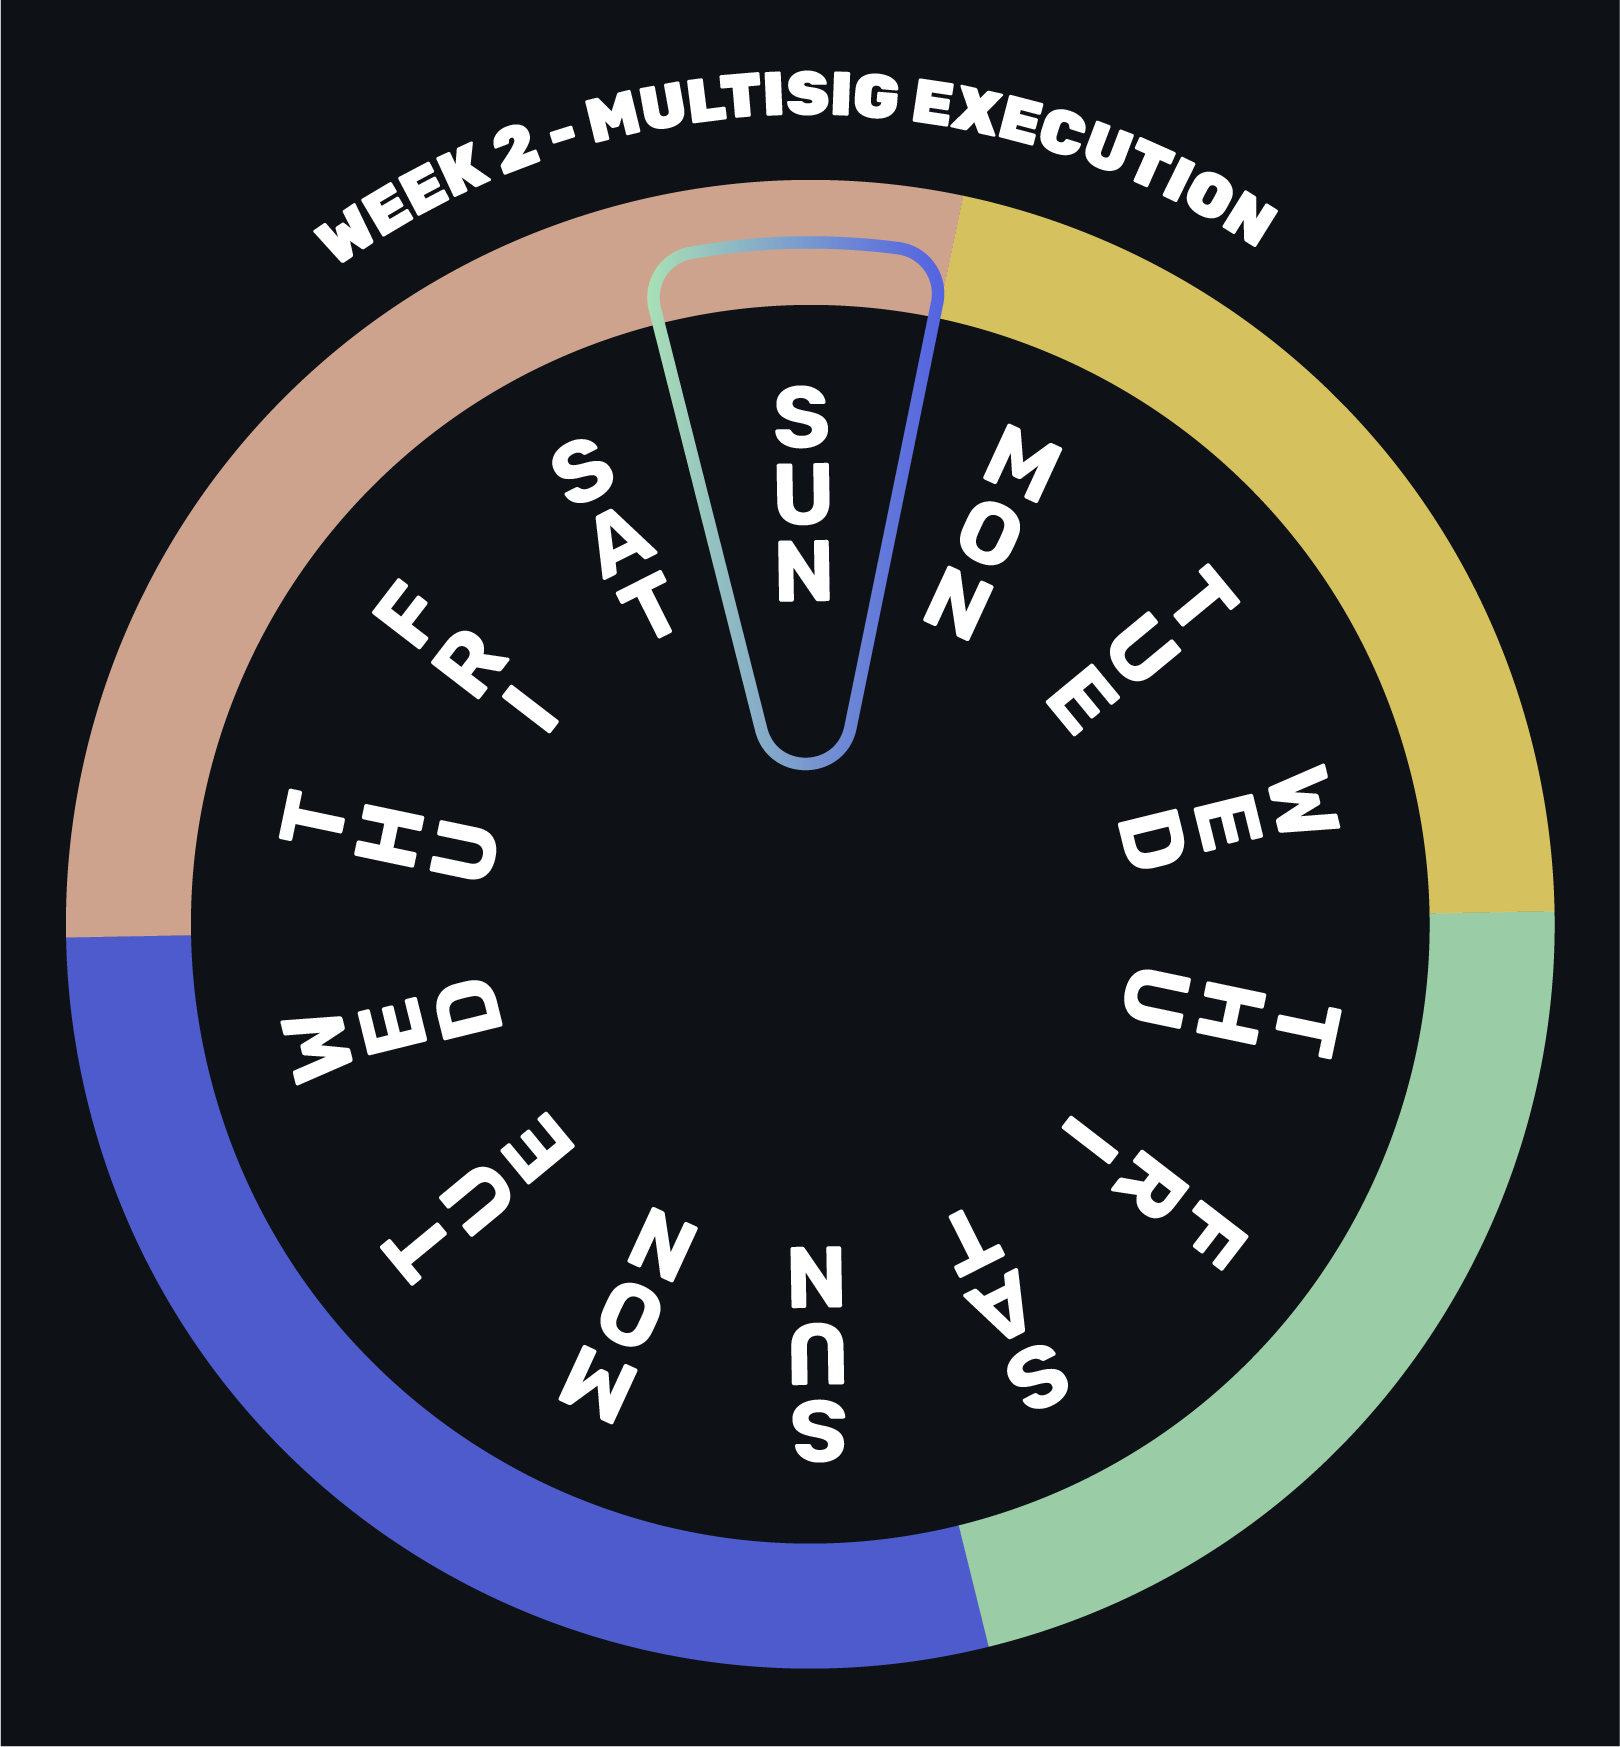 WEEK 2 - MULTISIG EXECUTION
SUN
MON
TUE
WED
THU
FRI
SAT
SUN
MON
TUE
WED
THU
FRI
SAT